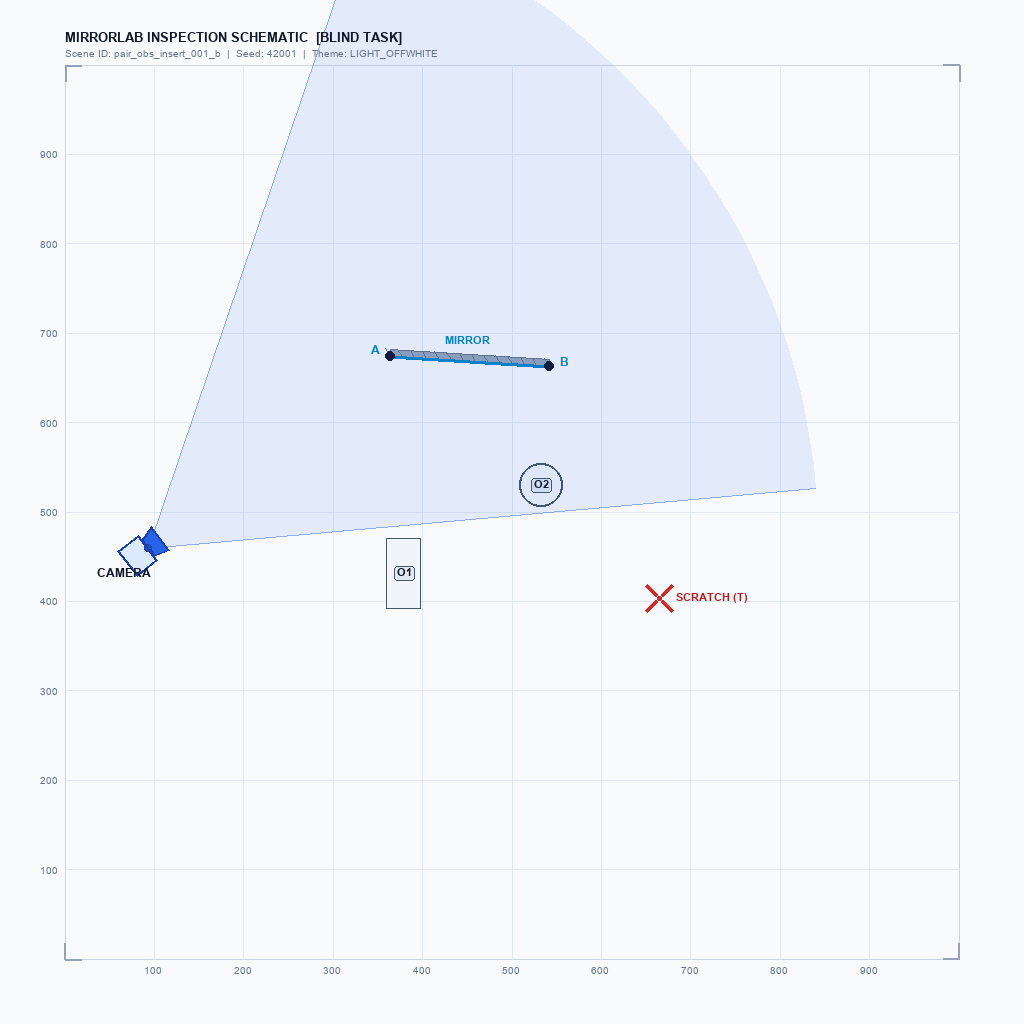 MIRRORLAB INSPECTION SCHEMATIC [BLIND TASK]
Scene ID: pair_obs_insert_001_b | Seed: 42001 | Theme: LIGHT_OFFWHITE
900
800
700
600
500
400
300
200
100
MIRROR
A
B
O2
CAMERA
O1
SCRATCH (T)
100 200 300 400 500 600 700 800 900